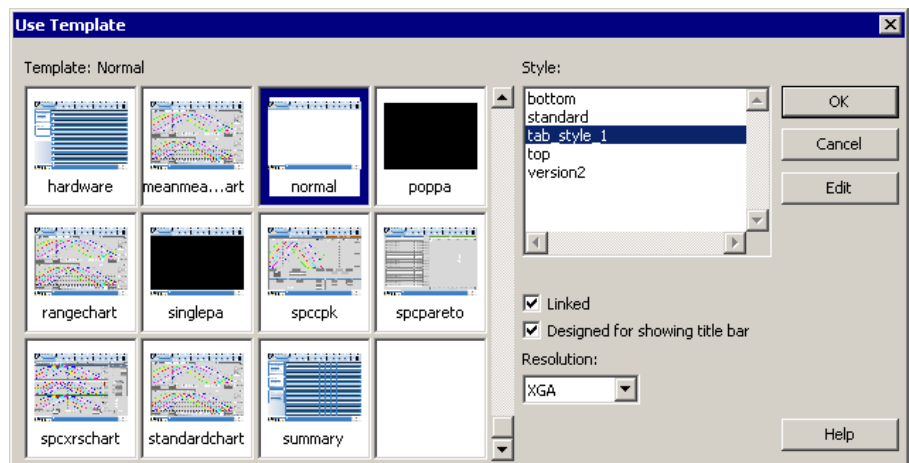 Use Template
Template: Normal
Style:
hardware
meanmea...art
normal
poppa
bottom
standard
tab_style_1
top
version2
OK
Cancel
Edit
rangechart
singlepa
spccpk
spcpareto
Linked
Designed for showing title bar
Resolution:
XGA
spcxrschart
standardchart
summary
Help